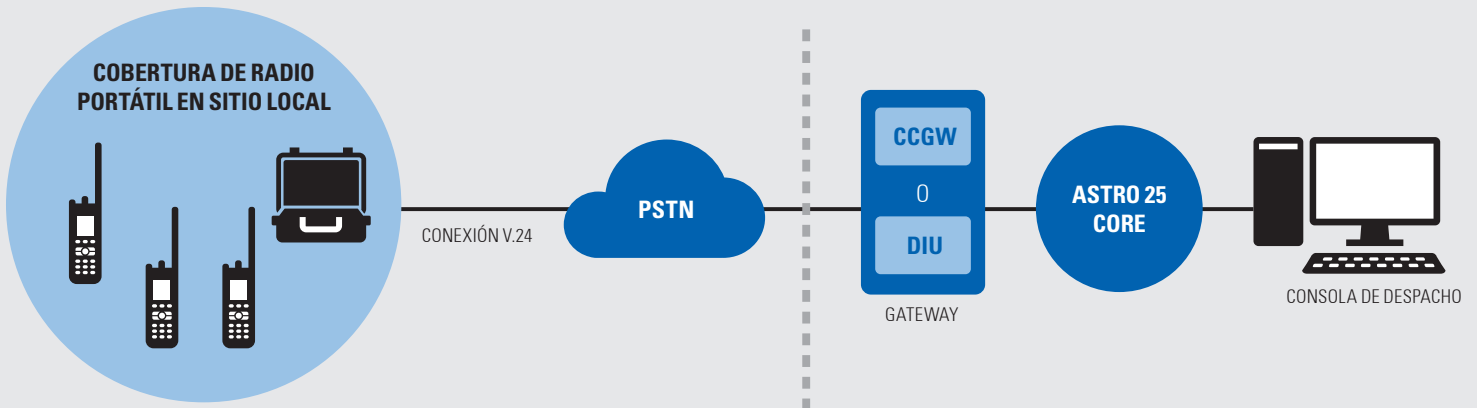 COBERTURA DE RADIO
PORTÁTIL EN SITIO LOCAL
CONEXIÓN V.24
PSTN
CCGW
O
DIU
GATEWAY
ASTRO 25
CORE
CONSOLA DE DESPACHO